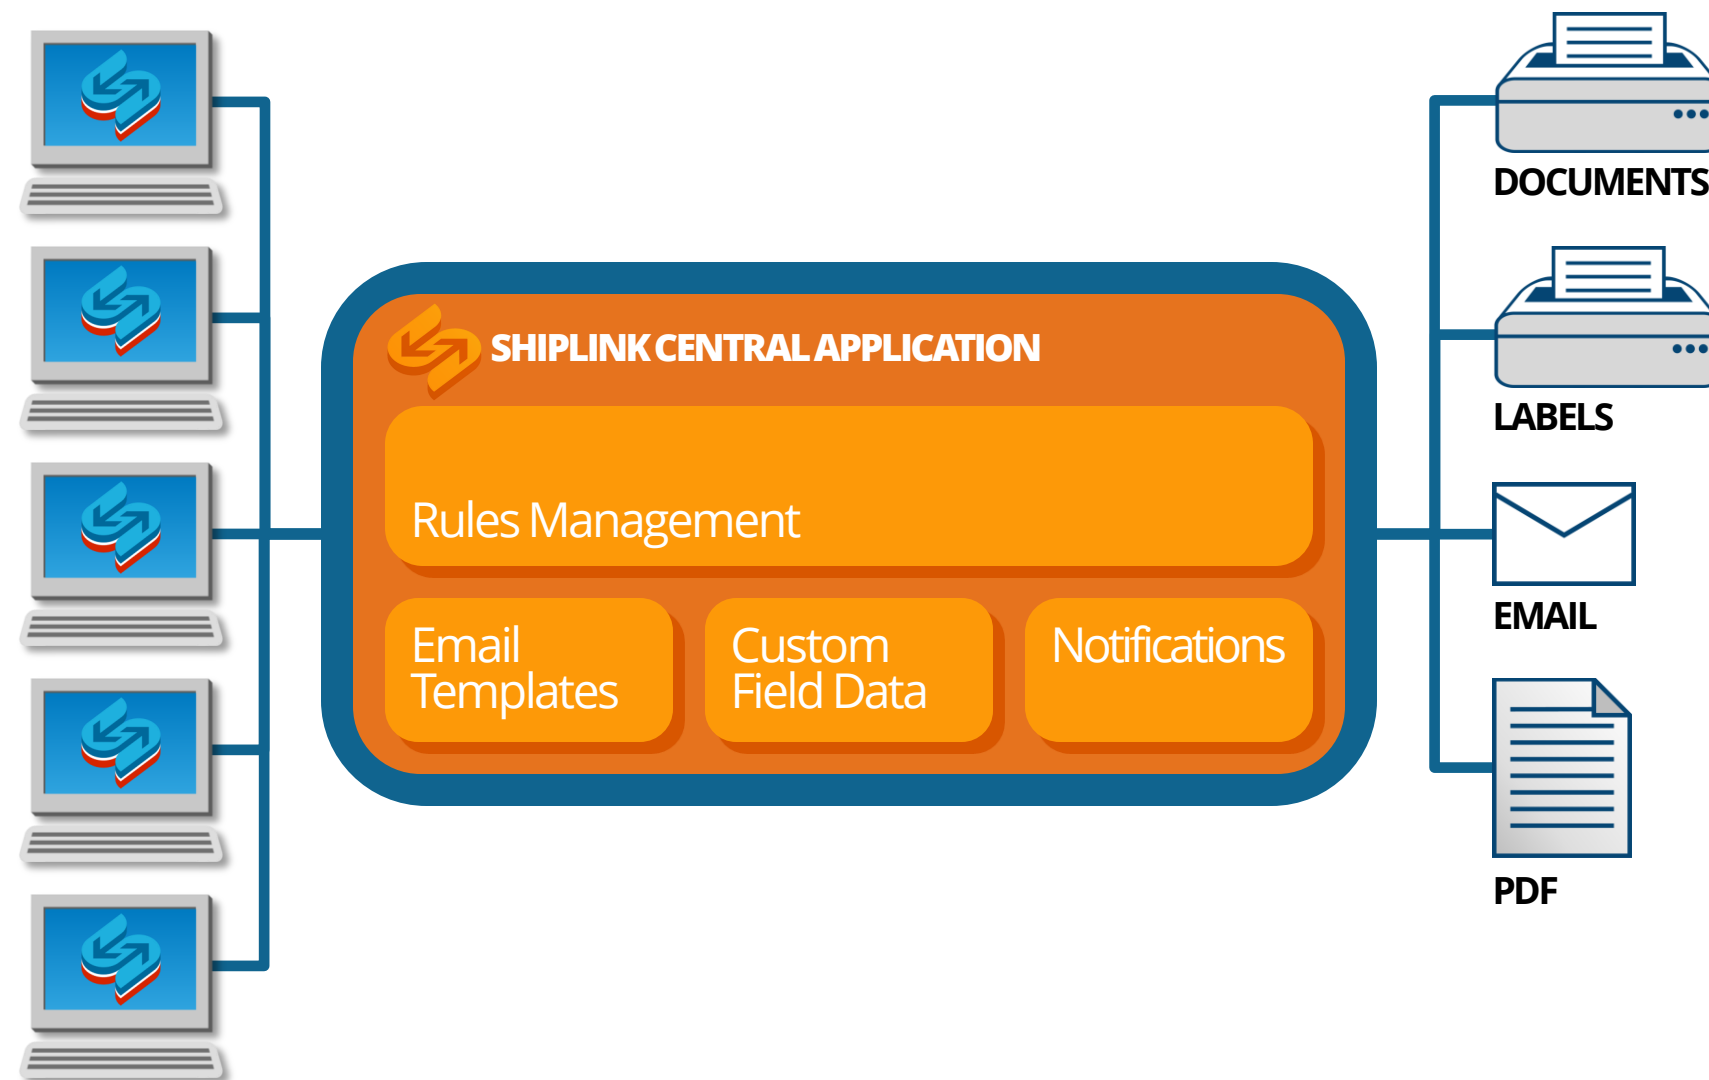 DOCUMENTS
SHIPLINK CENTRAL APPLICATION
LABELS
Rules Management
EMAIL
Email
Templates
Custom
Field Data
Notifications
PDF